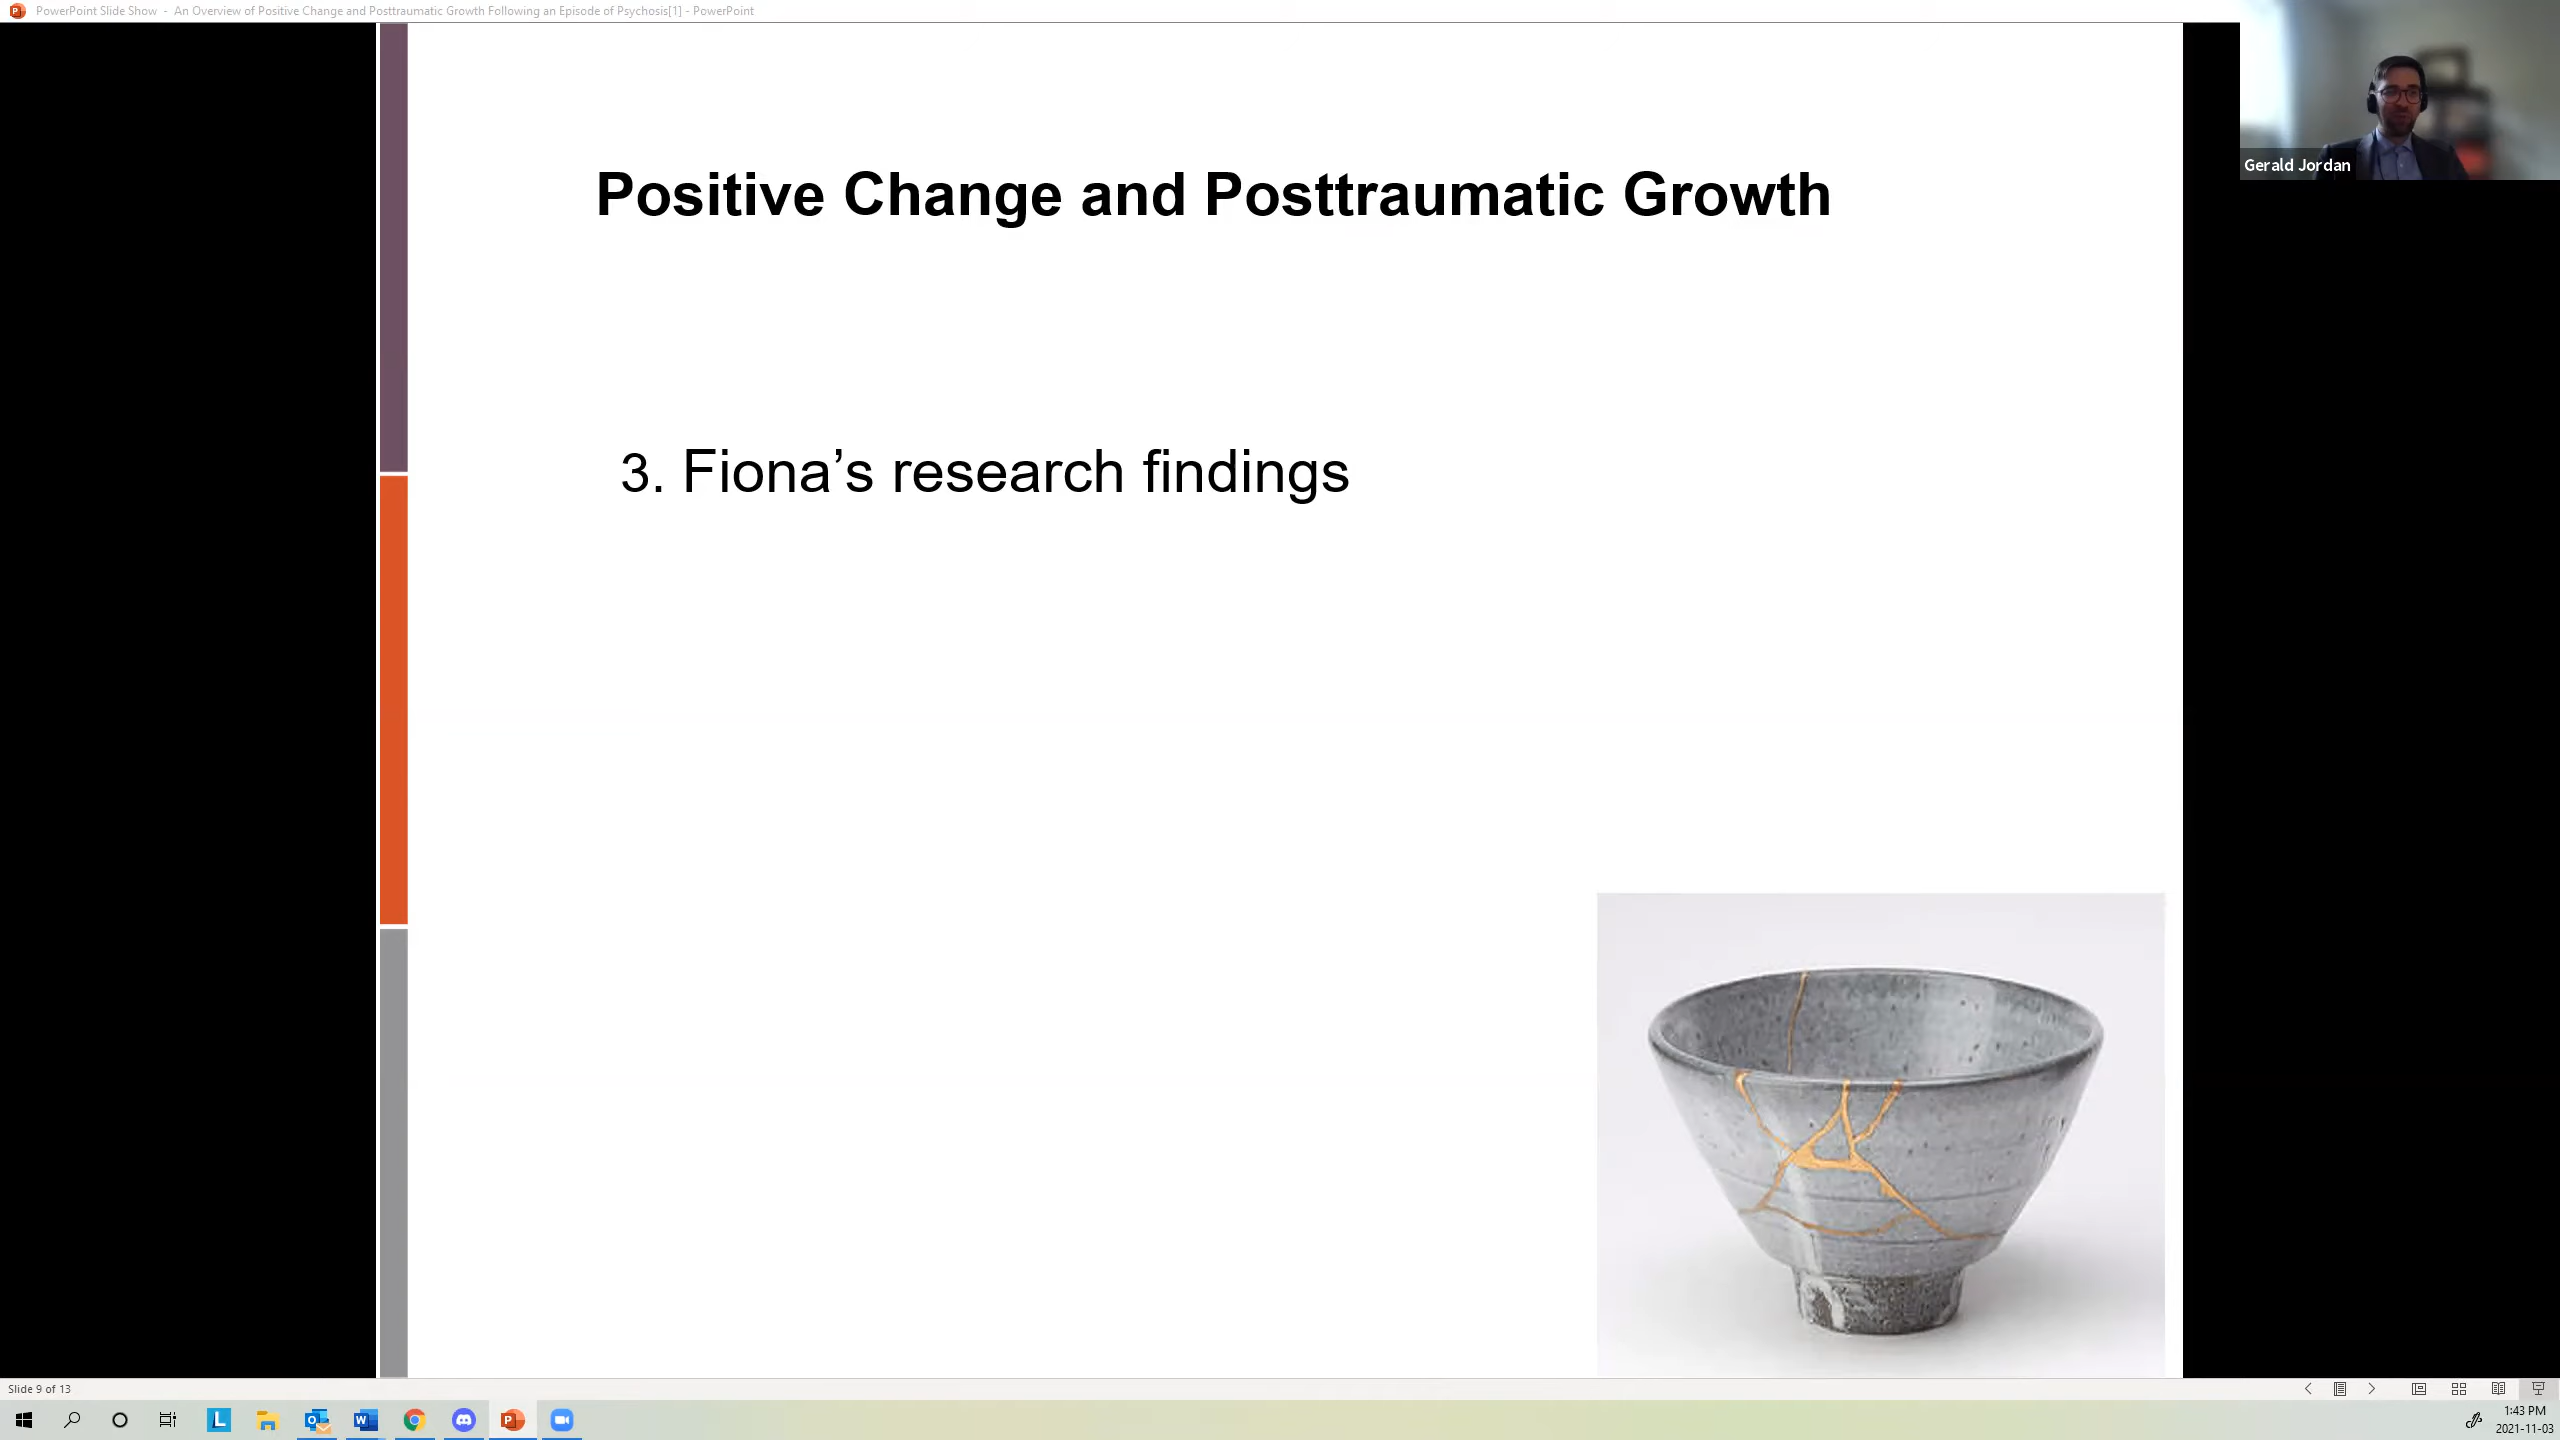 PowerPoint Slide Show - An Overview of Positive Change and Posttraumatic Growth Following an Episode of Psychosis[1] - PowerPoint
Gerald Jordan
Positive Change and Posttraumatic Growth
3. Fiona’s research findings
Slide 9 of 13
1:43 PM
2021-11-03